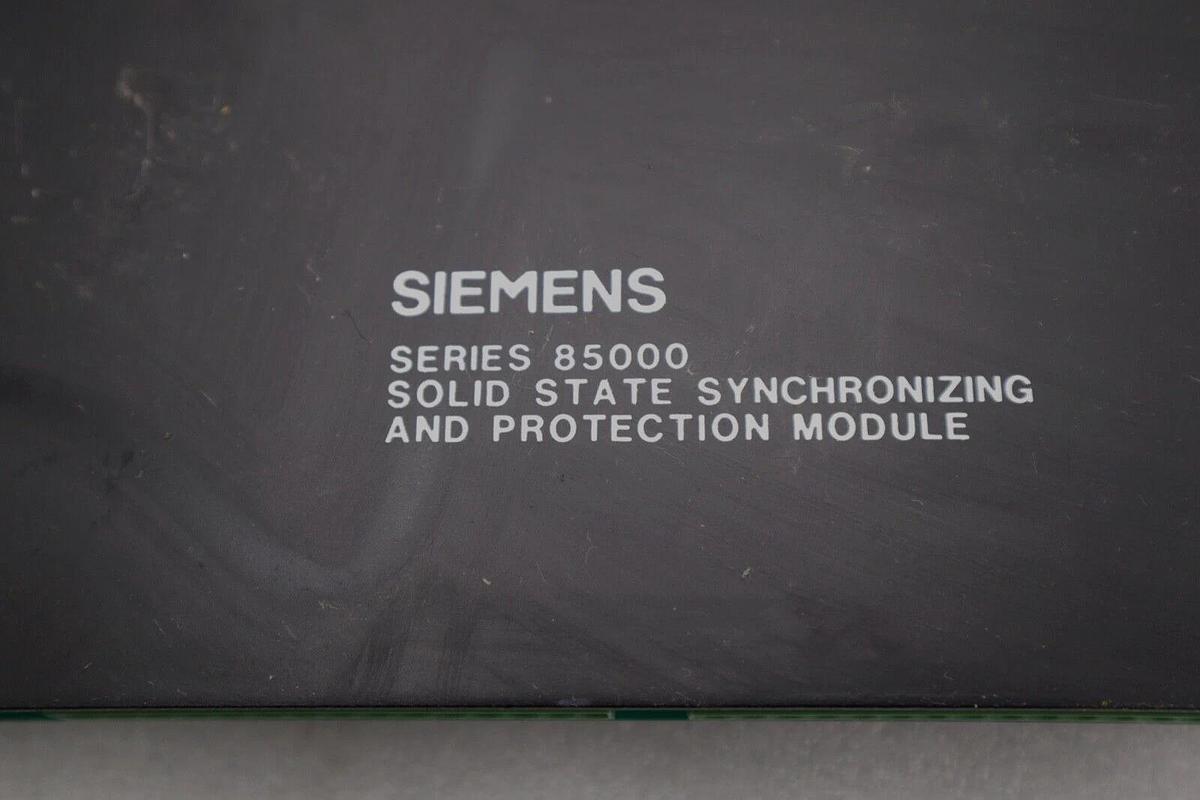 SIEMENS
SERIES 85000
SOLID STATE SYNCHRONIZING
AND PROTECTION MODULE